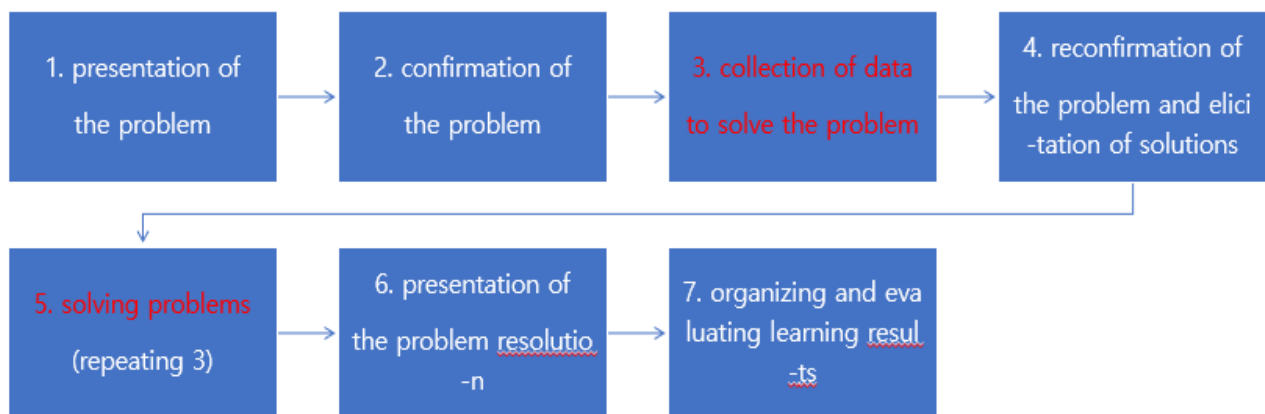 1. presentation of
the problem
2. confirmation of
the problem
3. collection of data
to solve the problem
4. reconfirmation of
the problem and elici
-tation of solutions
5. solving problems
(repeating 3)
6. presentation of
the problem resolutio
-n
7. organizing and eva
luating learning resul
-ts